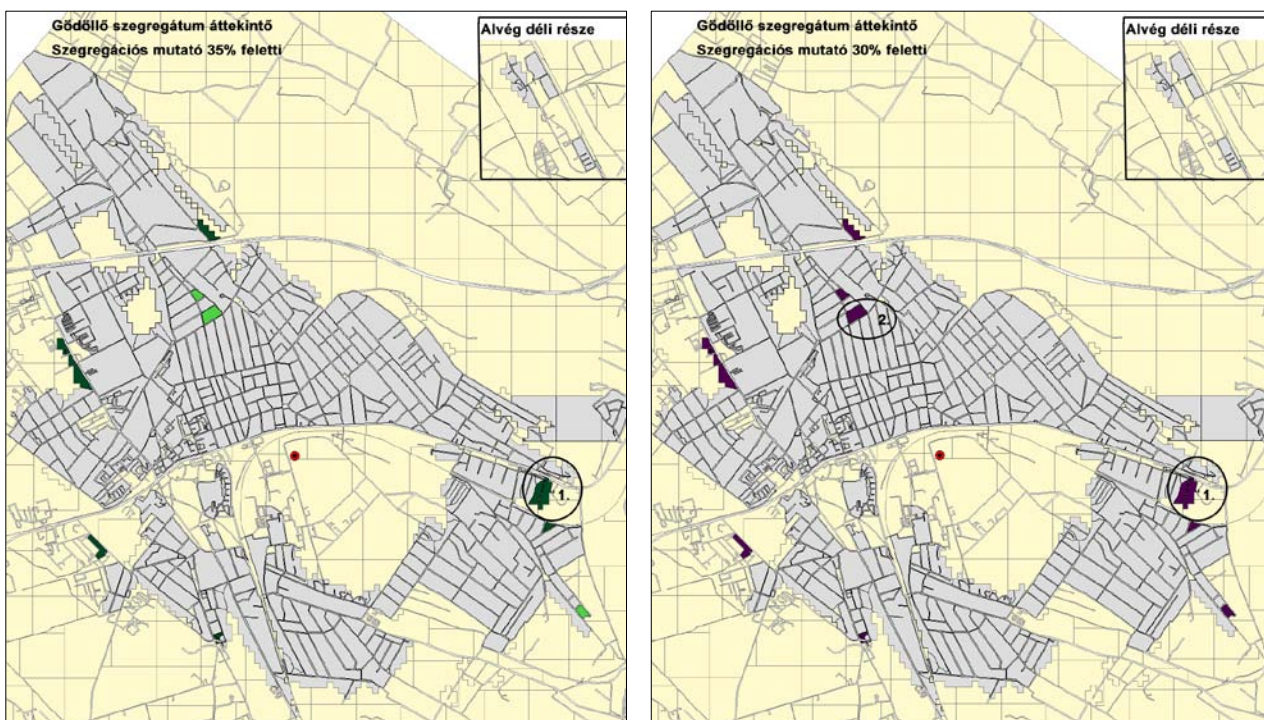 Gödöllő szegregátum áttekintő
Szegregációs mutató 35% feletti
Alvég déli része
1.
Gödöllő szegregátum áttekintő
Szegregációs mutató 30% feletti
Alvég déli része
2.
1.